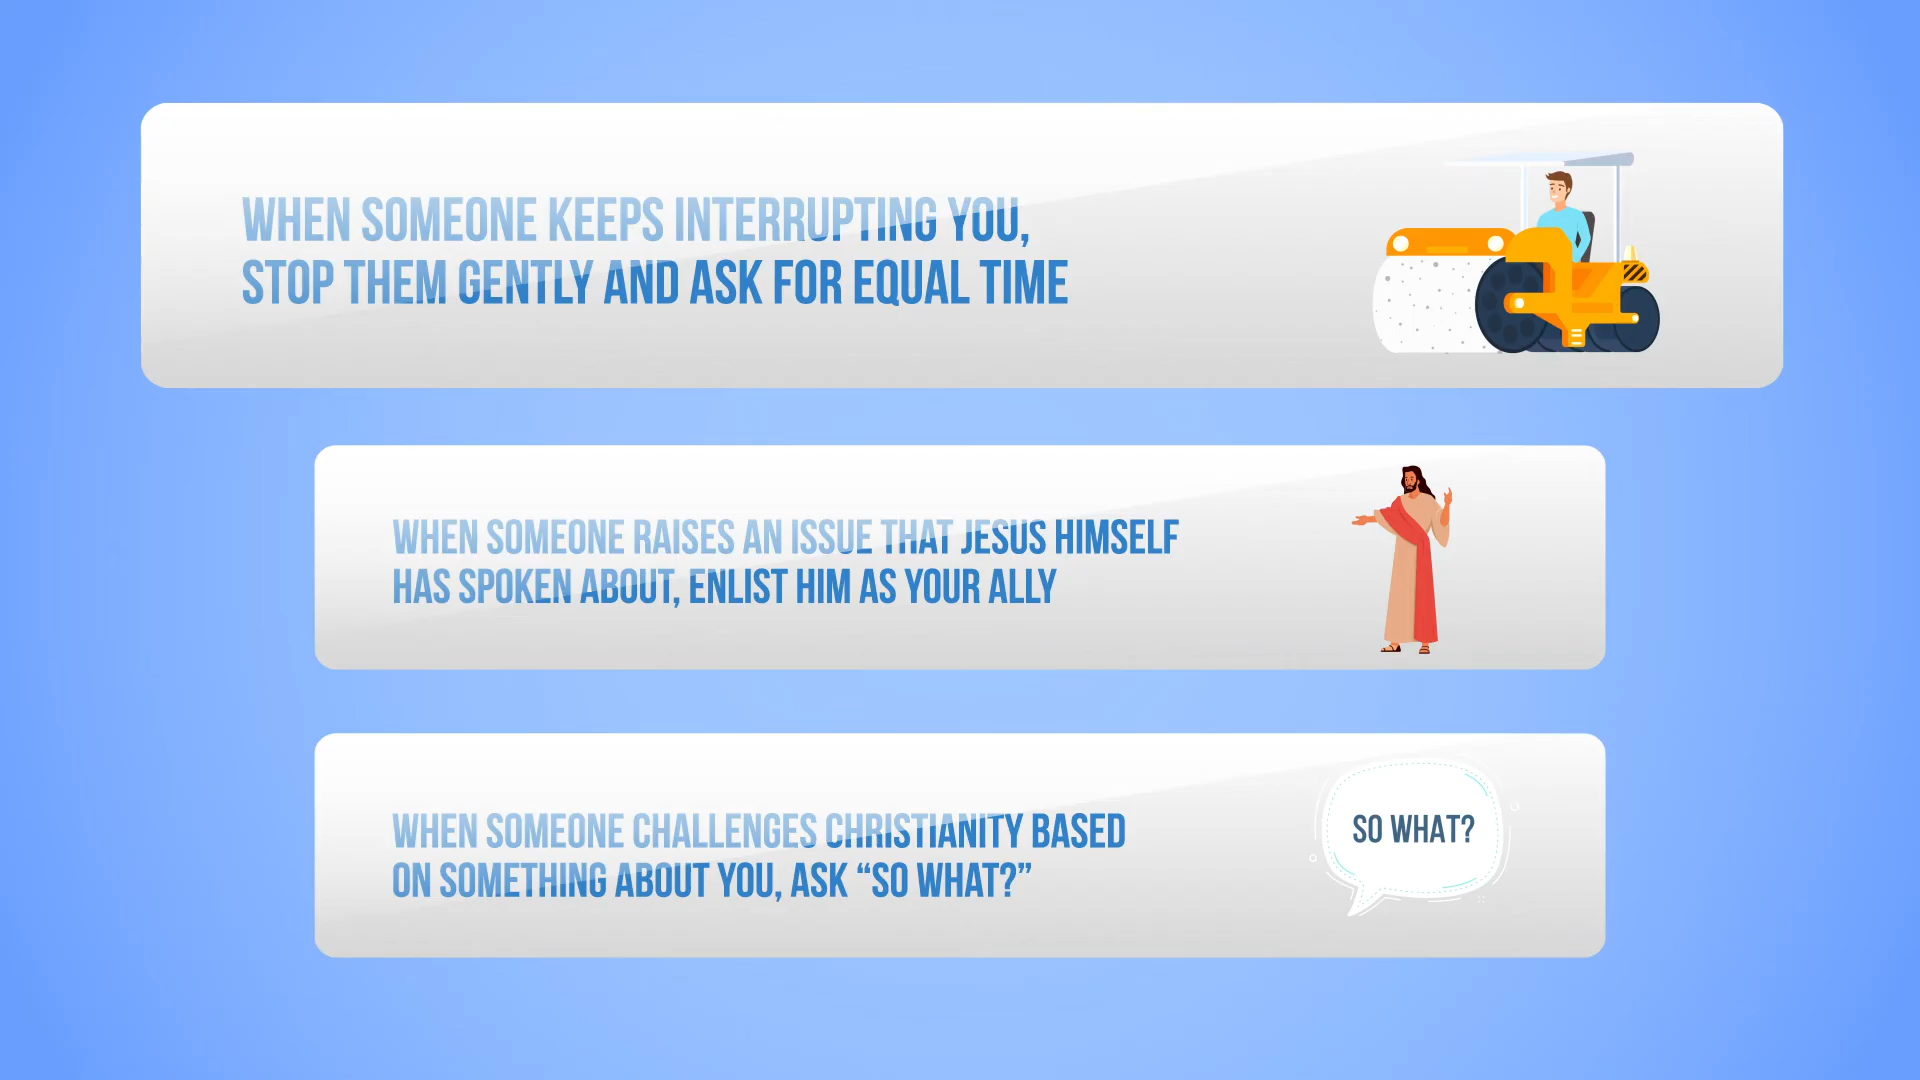 WHEN SOMEONE KEEPS INTERRUPTING YOU,
STOP THEM GENTLY AND ASK FOR EQUAL TIME
WHEN SOMEONE RAISES AN ISSUE THAT JESUS HIMSELF
HAS SPOKEN ABOUT, ENLIST HIM AS YOUR ALLY
WHEN SOMEONE CHALLENGES CHRISTIANITY BASED
ON SOMETHING ABOUT YOU, ASK “SO WHAT?”
SO WHAT?